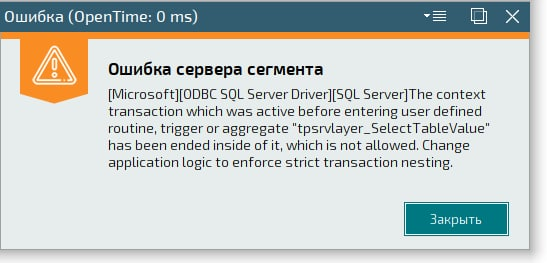 Ошибка (OpenTime: 0 ms)
Ошибка сервера сегмента
[Microsoft][ODBC SQL Server Driver][SQL Server]The context
transaction which was active before entering user defined
routine, trigger or aggregate "tpsrvlayer_SelectTableValue"
has been ended inside of it, which is not allowed. Change
application logic to enforce strict transaction nesting.
Закрыть